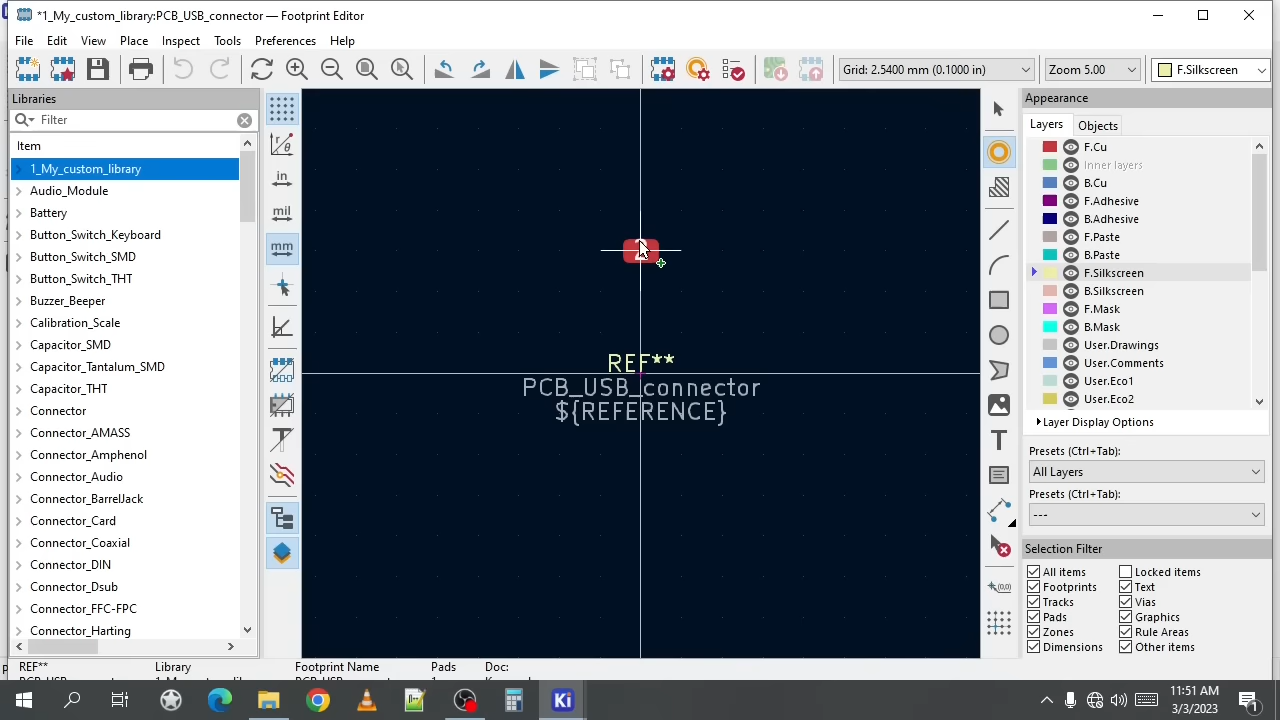 *1_My_custom_library:PCB_USB_connector — Footprint Editor
File Edit View Place Inspect Tools Preferences Help
Grid: 2.5400 mm (0.1000 in)
Zoom 5.00
F.Silkscreen
Libraries
Filter
Item
1_My_custom_library
Audio_Module
Battery
Button_Switch_Keyboard
Button_Switch_SMD
Button_Switch_THT
Buzzer_Beeper
Calibration_Scale
Capacitor_SMD
Capacitor_Tantalum_SMD
Capacitor_THT
Connector
Connector_AMASS
Connector_Amphenol
Connector_Audio
Connector_BarrelJack
Connector_Card
Connector_Coaxial
Connector_DIN
Connector_Dsub
Connector_FFC-FPC
Connector_Harting
in
mil
mm
REF**
PCB_USB_connector
${REFERENCE}
T
(0,0)
Appearance
Layers Objects
F.Cu
Inner layers
B.Cu
F.Adhesive
B.Adhesive
F.Paste
B.Paste
F.Silkscreen
B.Silkscreen
F.Mask
B.Mask
User.Drawings
User.Comments
User.Eco1
User.Eco2
Layer Display Options
Presets (Ctrl+Tab):
All Layers
Presets (Ctrl+Tab):
---
Selection Filter
All items Locked items
Footprints Text
Tracks Vias
Pads Graphics
Zones Rule Areas
Dimensions Other items
REF** Library Footprint Name Pads Doc:
Ki
11:51 AM
3/3/2023
1